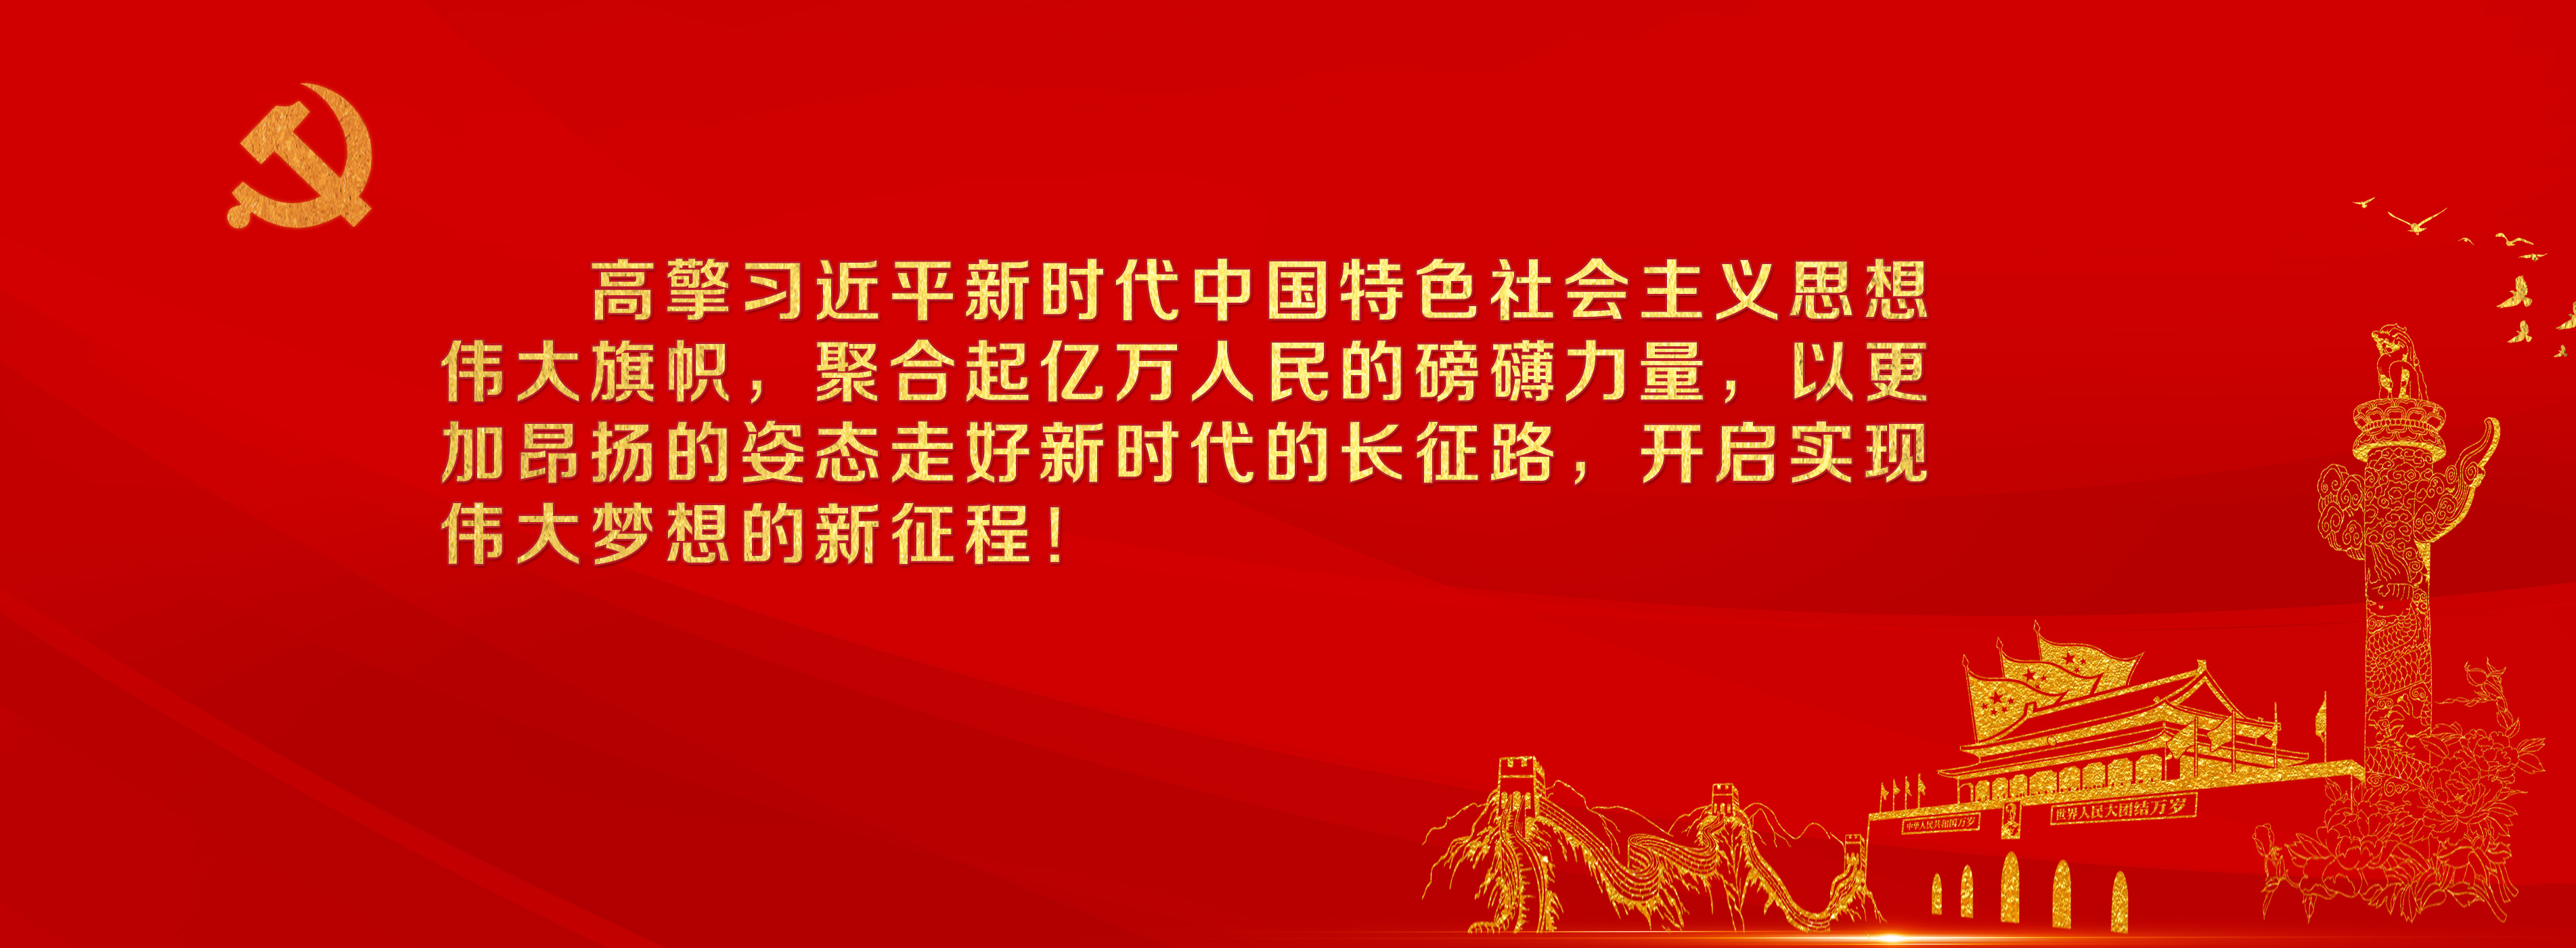 高擎习近平新时代中国特色社会主义思想
伟大旗帜，聚合起亿万人民的磅礴力量，以更
加昂扬的姿态走好新时代的长征路，开启实现
伟大梦想的新征程！
中华人民共和国万岁
世界人民大团结万岁